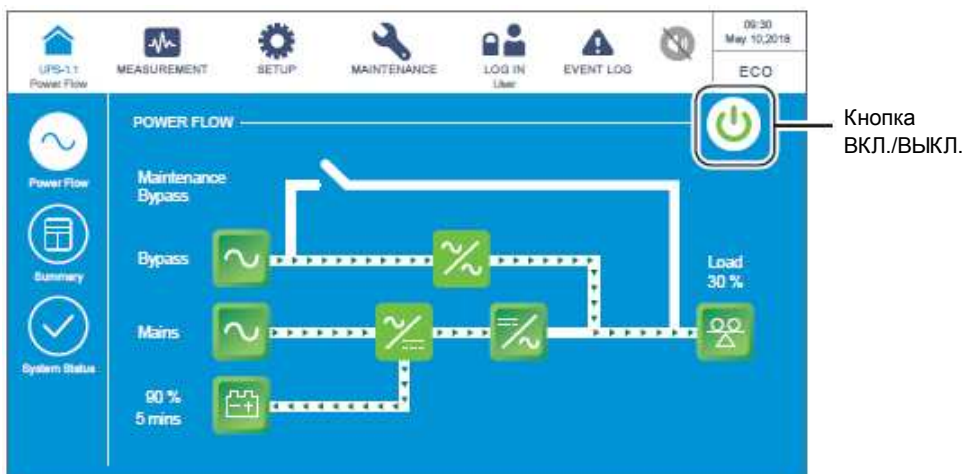 09:30
May 10,2018
UPS-1.1
Power Flow
MEASUREMENT
SETUP
MAINTENANCE
LOG IN
User
EVENT LOG
ECO
POWER FLOW
Кнопка
ВКЛ./ВЫКЛ.
Power Flow
Maintenance
Bypass
Summary
Bypass
Load
30 %
System Status
Mains
90 %
5 mins